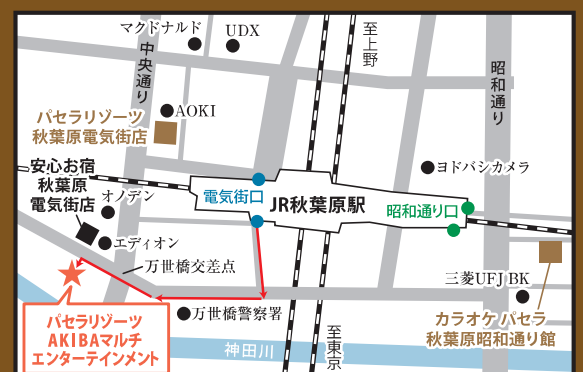 マクドナルド
UDX
中央通り
至上野
昭和通り
AOKI
パセラリゾーツ
秋葉原電気街店
安心お宿
秋葉原
電気街店
オノデン
エディオン
電気街口
JR秋葉原駅
昭和通り口
ヨドバシカメラ
万世橋交差点
三菱UFJ BK
パセラリゾーツ
AKIBAマルチ
エンターテインメント
万世橋警察署
神田川
至東京
カラオケ パセラ
秋葉原昭和通り館